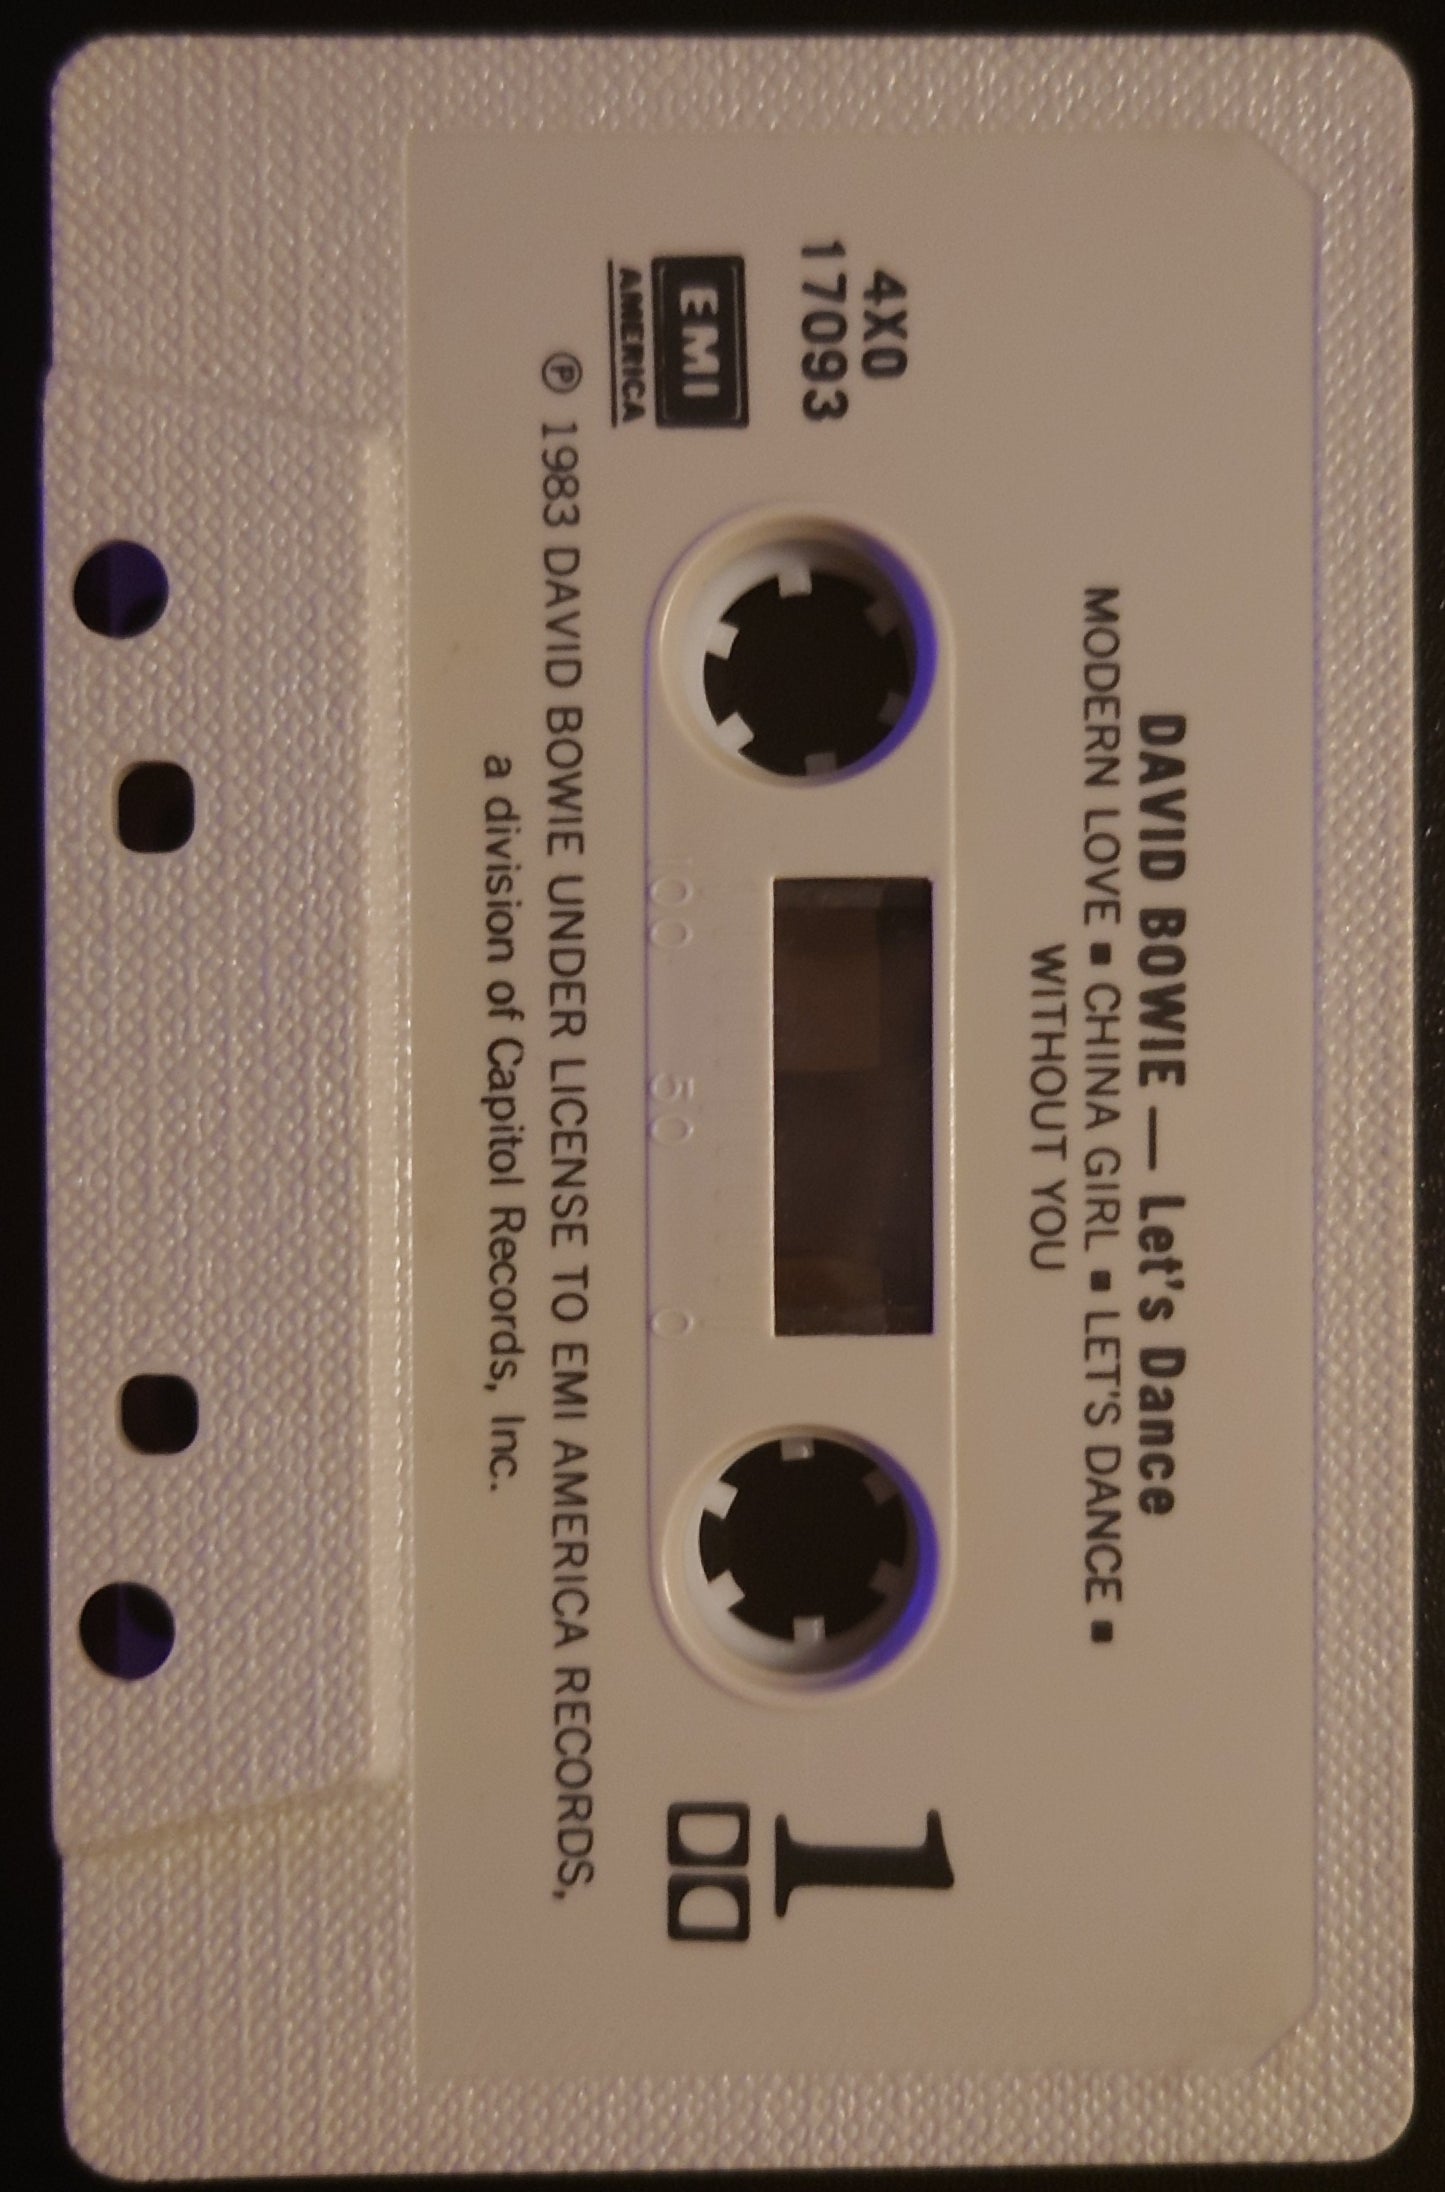 DAVID BOWIE — Let's Dance
MODERN LOVE ▪ CHINA GIRL ▪ LET'S DANCE ▪
WITHOUT YOU
4XO
17093
EMI
AMERICA
1
100 50 0
Ⓟ 1983 DAVID BOWIE UNDER LICENSE TO EMI AMERICA RECORDS,
a division of Capitol Records, Inc.